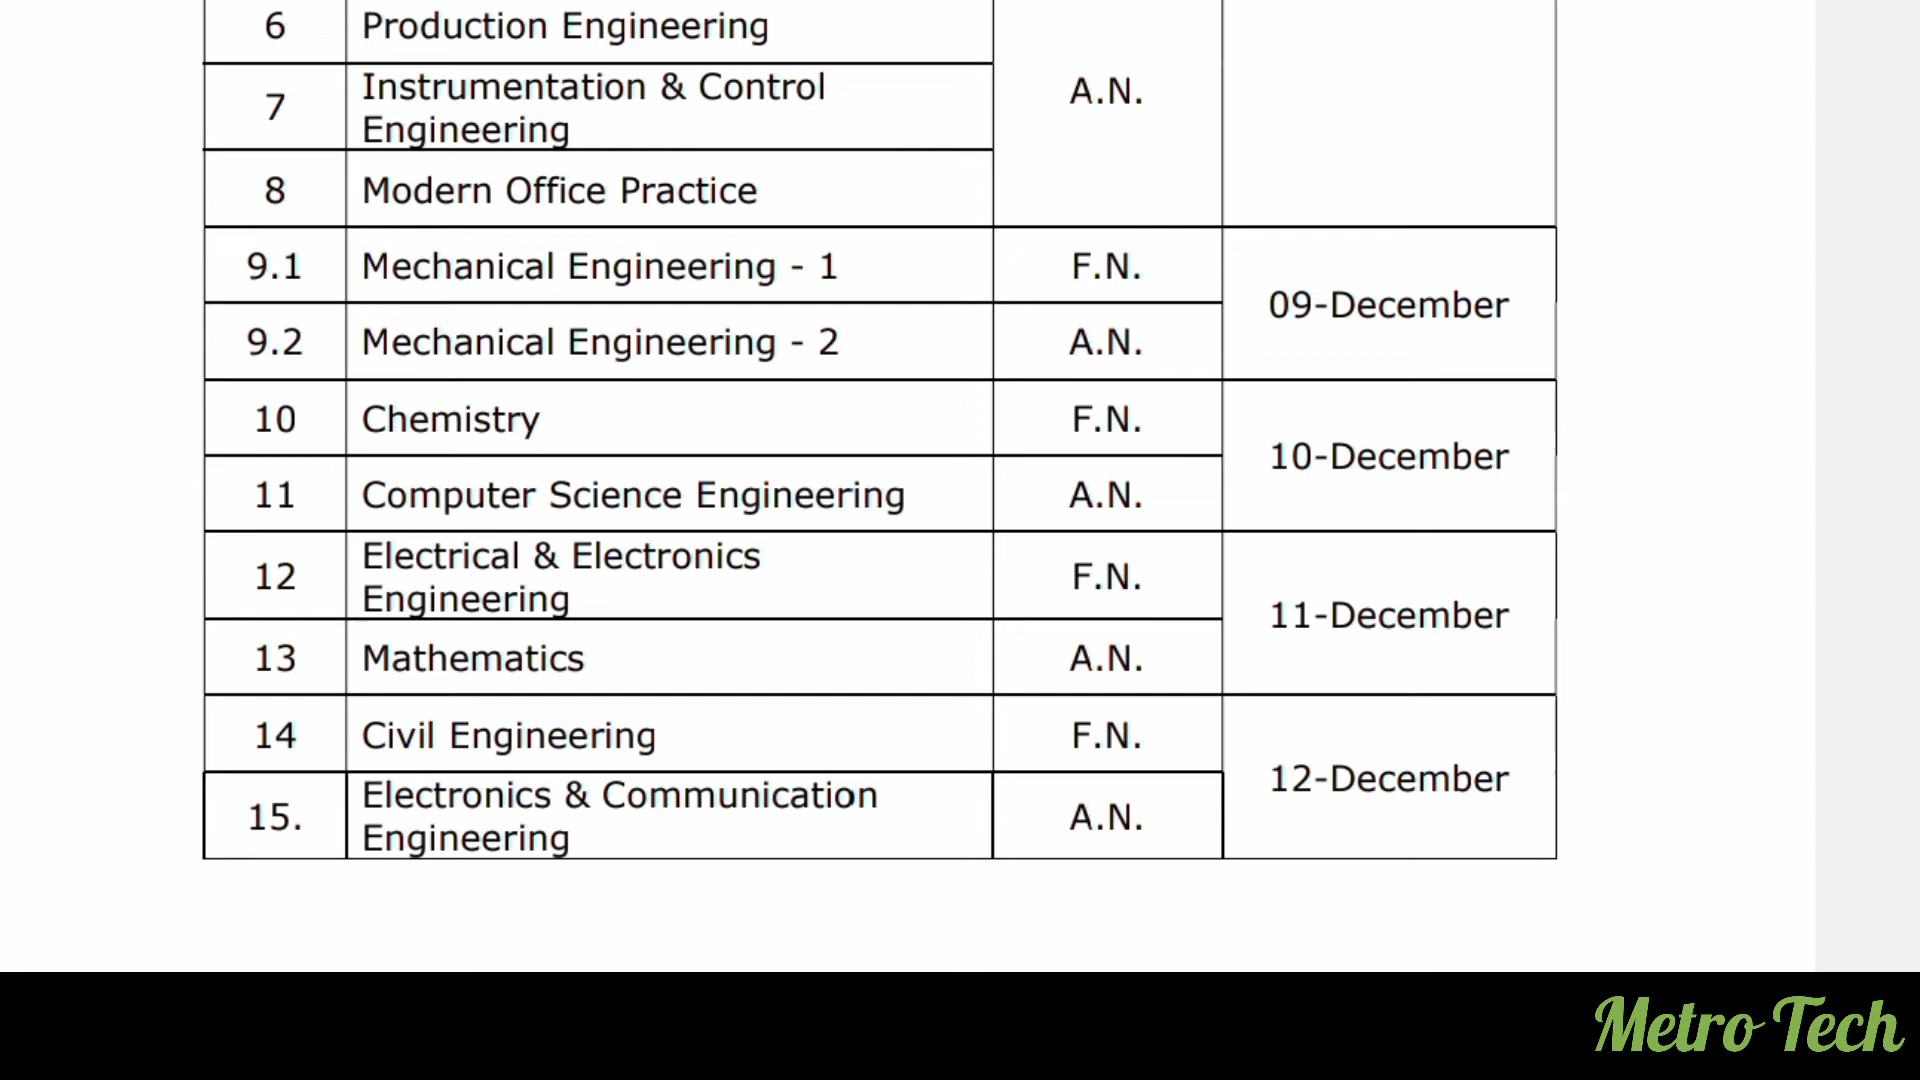 6 Production Engineering
7 Instrumentation & Control
Engineering
A.N.
8 Modern Office Practice
9.1 Mechanical Engineering - 1 F.N.
09-December
9.2 Mechanical Engineering - 2 A.N.
10 Chemistry F.N.
10-December
11 Computer Science Engineering A.N.
12 Electrical & Electronics
Engineering
F.N.
11-December
13 Mathematics A.N.
14 Civil Engineering F.N.
12-December
15. Electronics & Communication
Engineering
A.N.
Metro Tech